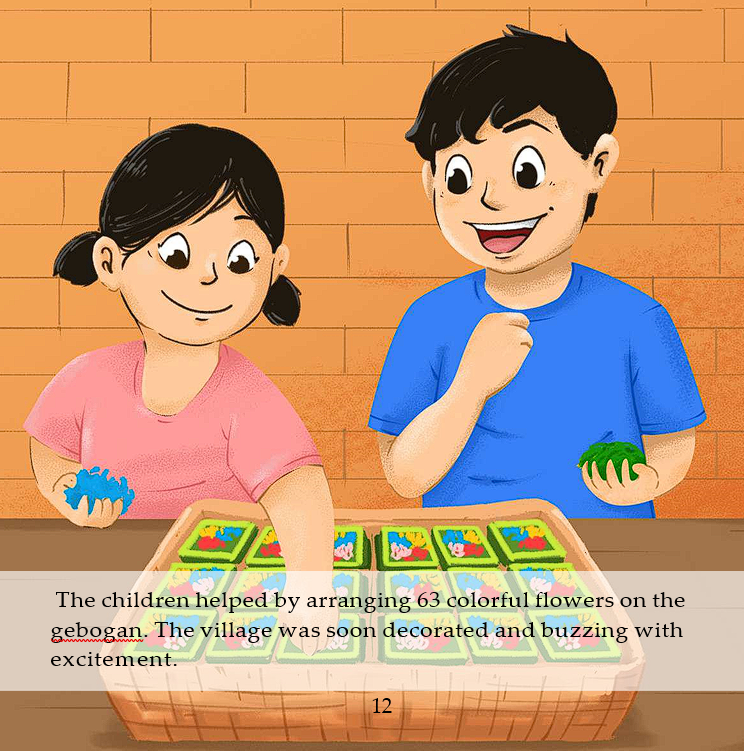 The children helped by arranging 63 colorful flowers on the
gebogan. The village was soon decorated and buzzing with
excitement.
12